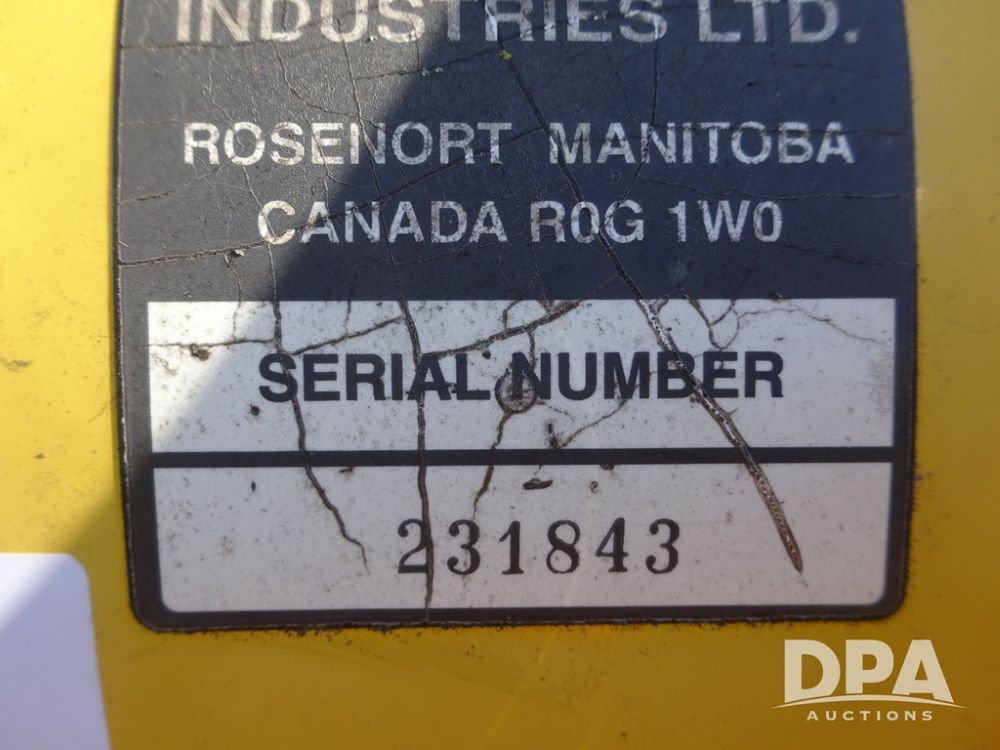 INDUSTRIES LTD.
ROSENORT MANITOBA
CANADA R0G 1W0
SERIAL NUMBER
231843
DPA
AUCTIONS